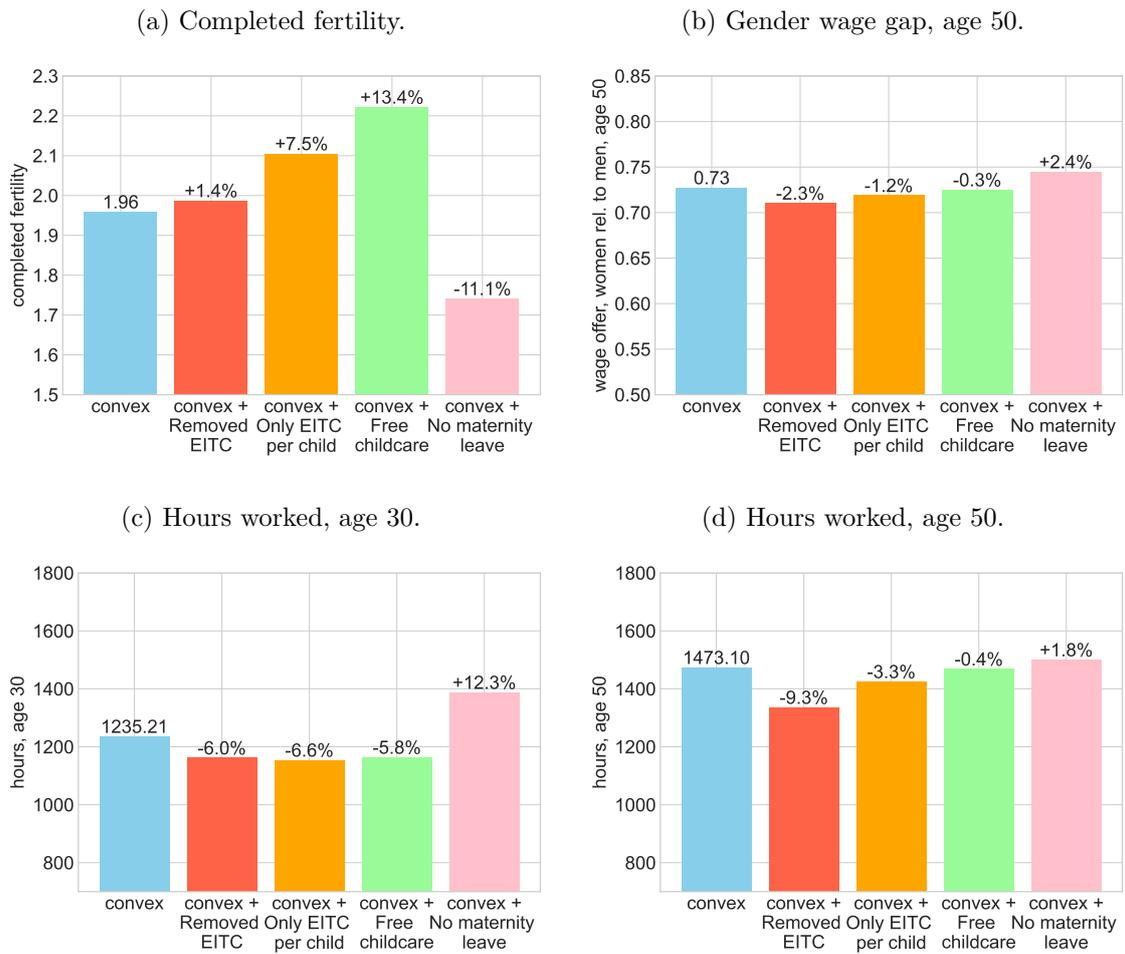 (a) Completed fertility.
completed fertility
2.3
2.2
2.1
2.0
1.9
1.8
1.7
1.6
1.5
1.96
+1.4%
+7.5%
+13.4%
-11.1%
convex
convex +
Removed
EITC
convex +
Only EITC
per child
convex +
Free
childcare
convex +
No maternity
leave
(b) Gender wage gap, age 50.
wage offer, women rel. to men, age 50
0.85
0.80
0.75
0.70
0.65
0.60
0.55
0.50
0.73
-2.3%
-1.2%
-0.3%
+2.4%
convex
convex +
Removed
EITC
convex +
Only EITC
per child
convex +
Free
childcare
convex +
No maternity
leave
(c) Hours worked, age 30.
hours, age 30
1800
1600
1400
1200
1000
800
1235.21
-6.0%
-6.6%
-5.8%
+12.3%
convex
convex +
Removed
EITC
convex +
Only EITC
per child
convex +
Free
childcare
convex +
No maternity
leave
(d) Hours worked, age 50.
hours, age 50
1800
1600
1400
1200
1000
800
1473.10
-9.3%
-3.3%
-0.4%
+1.8%
convex
convex +
Removed
EITC
convex +
Only EITC
per child
convex +
Free
childcare
convex +
No maternity
leave